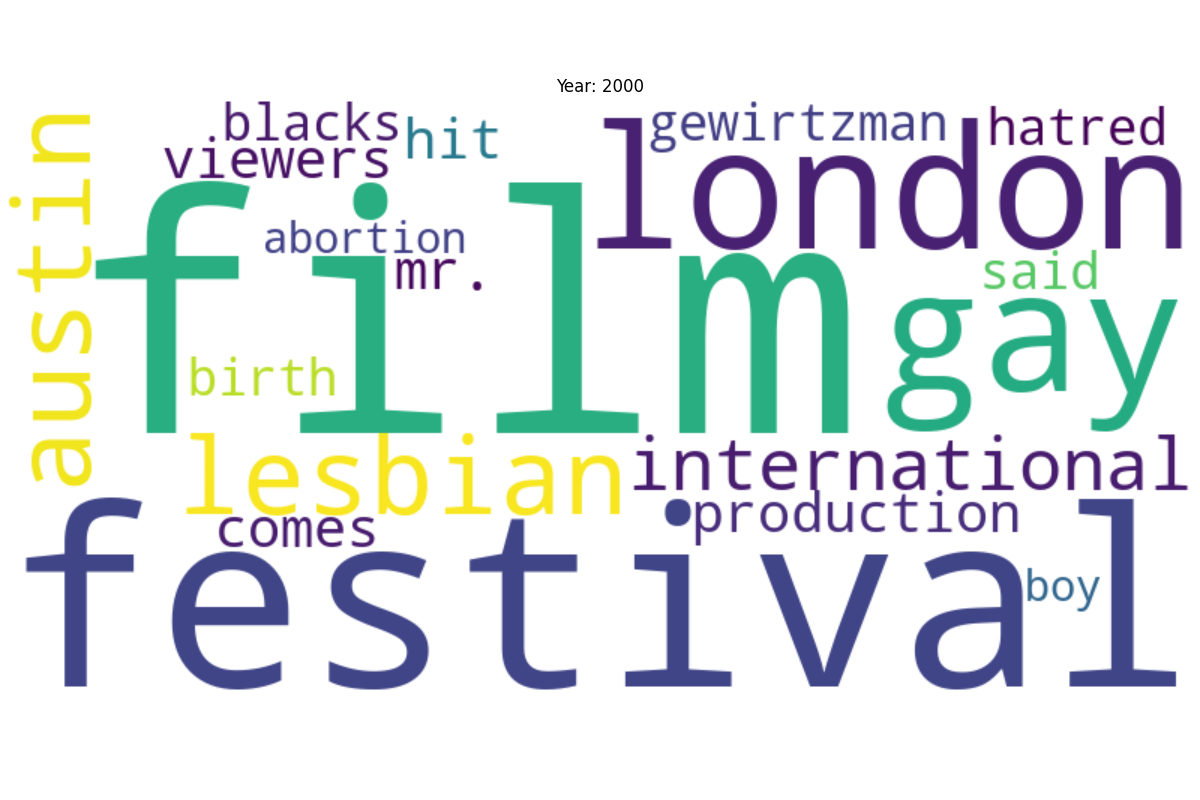 Year: 2000
austin
blacks
hit
viewers
gewirtzman
hatred
london
film
abortion
mr.
said
gay
birth
lesbian
international
production
comes
festival
boy